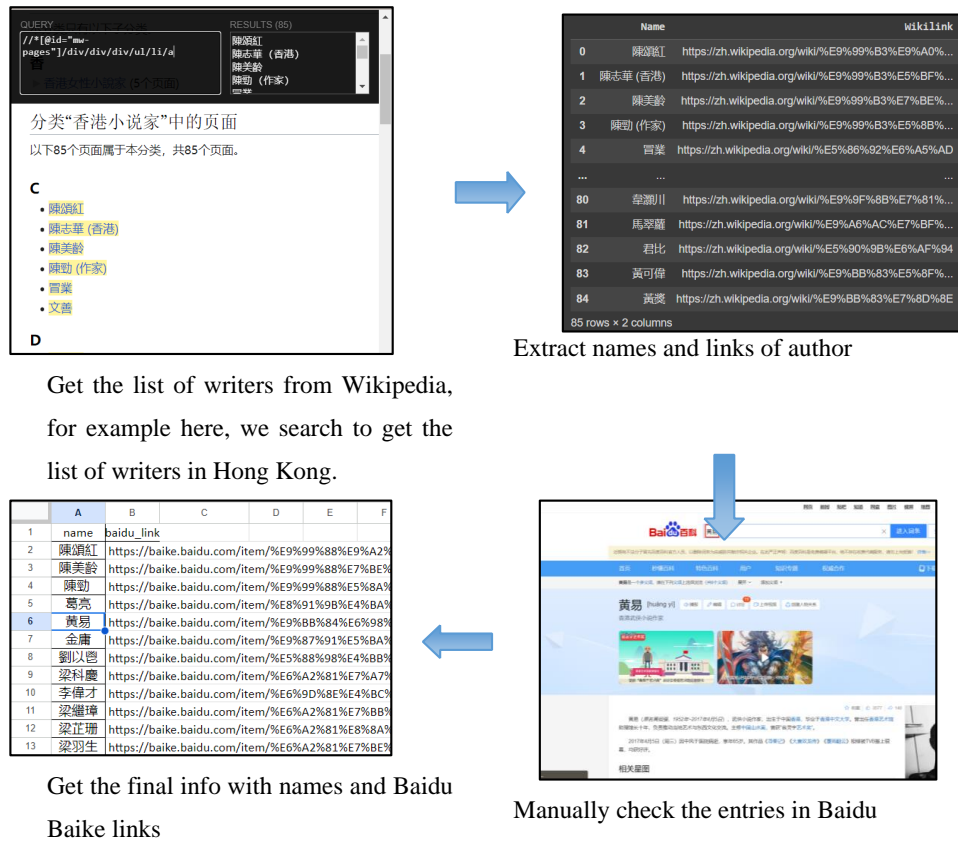 QUERY
RESULTS (85)
//*[@id="mw-
pages"]/div/div/div/ul/li/a
陳頌紅
陳志華 (香港)
陳美齡
陳勁 (作家)
冒業
香港女性小说家 (5个页面)
分类“香港小说家”中的页面
以下85个页面属于本分类，共85个页面。
C
• 陳頌紅
• 陳志華 (香港)
• 陳美齡
• 陳勁 (作家)
• 冒業
• 文善
D
Get the list of writers from Wikipedia,
for example here, we search to get the
list of writers in Hong Kong.
Name Wikilink
0 陳頌紅 https://zh.wikipedia.org/wiki/%E9%99%B3%E9%A0%...
1 陳志華 (香港) https://zh.wikipedia.org/wiki/%E9%99%B3%E5%BF%...
2 陳美齡 https://zh.wikipedia.org/wiki/%E9%99%B3%E7%BE%...
3 陳勁 (作家) https://zh.wikipedia.org/wiki/%E9%99%B3%E5%8B%...
4 冒業 https://zh.wikipedia.org/wiki/%E5%86%92%E6%A5%AD
... ... ...
80 韋灝川 https://zh.wikipedia.org/wiki/%E9%9F%8B%E7%81%...
81 馬翠蘿 https://zh.wikipedia.org/wiki/%E9%A6%AC%E7%BF%...
82 君比 https://zh.wikipedia.org/wiki/%E5%90%9B%E6%AF%94
83 黃可偉 https://zh.wikipedia.org/wiki/%E9%BB%83%E5%8F%...
84 黃獎 https://zh.wikipedia.org/wiki/%E9%BB%83%E7%8D%8E
85 rows × 2 columns
Extract names and links of author
Bai 百科
进入词条
黄易 [huáng yì]
香港武侠小说作家
相关星图
Manually check the entries in Baidu
A B C D E F
1 name baidu_link
2 陳頌紅 https://baike.baidu.com/item/%E9%99%88%E9%A2%
3 陳美齡 https://baike.baidu.com/item/%E9%99%88%E7%BE%
4 陳勁 https://baike.baidu.com/item/%E9%99%88%E5%8A%
5 葛亮 https://baike.baidu.com/item/%E8%91%9B%E4%BA%
6 黄易 https://baike.baidu.com/item/%E9%BB%84%E6%98%
7 金庸 https://baike.baidu.com/item/%E9%87%91%E5%BA%
8 劉以鬯 https://baike.baidu.com/item/%E5%88%98%E4%BB%
9 梁科慶 https://baike.baidu.com/item/%E6%A2%81%E7%A7%
10 李偉才 https://baike.baidu.com/item/%E6%9D%8E%E4%BC%
11 梁繼璋 https://baike.baidu.com/item/%E6%A2%81%E7%BB%
12 梁芷珊 https://baike.baidu.com/item/%E6%A2%81%E8%8A%
13 梁羽生 https://baike.baidu.com/item/%E6%A2%81%E7%BE%
Get the final info with names and Baidu
Baike links